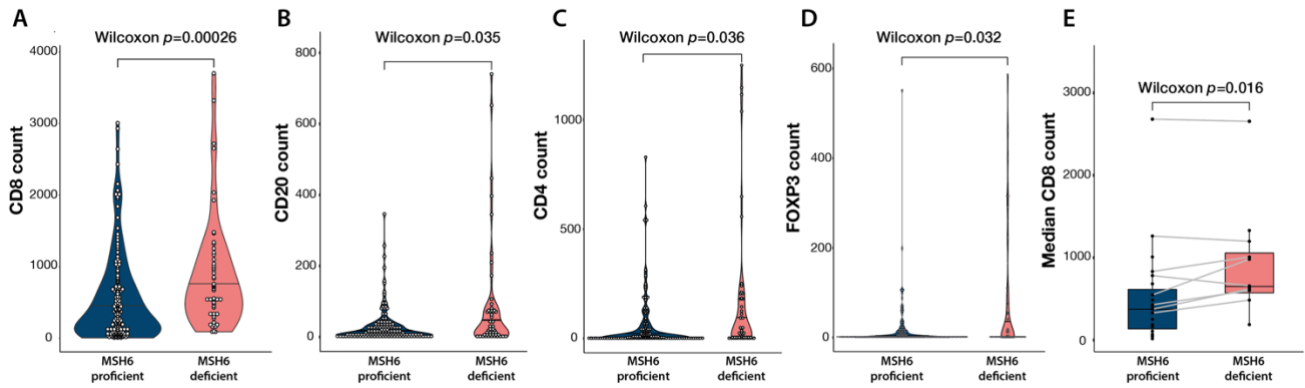 A
Wilcoxon p=0.00026
CD8 count
4000
3000
2000
1000
0
MSH6
proficient
MSH6
deficient
B
Wilcoxon p=0.035
CD20 count
800
600
400
200
0
MSH6
proficient
MSH6
deficient
C
Wilcoxon p=0.036
CD4 count
1000
500
0
MSH6
proficient
MSH6
deficient
D
Wilcoxon p=0.032
FOXP3 count
600
400
200
0
MSH6
proficient
MSH6
deficient
E
Wilcoxon p=0.016
Median CD8 count
3000
2000
1000
0
MSH6
proficient
MSH6
deficient